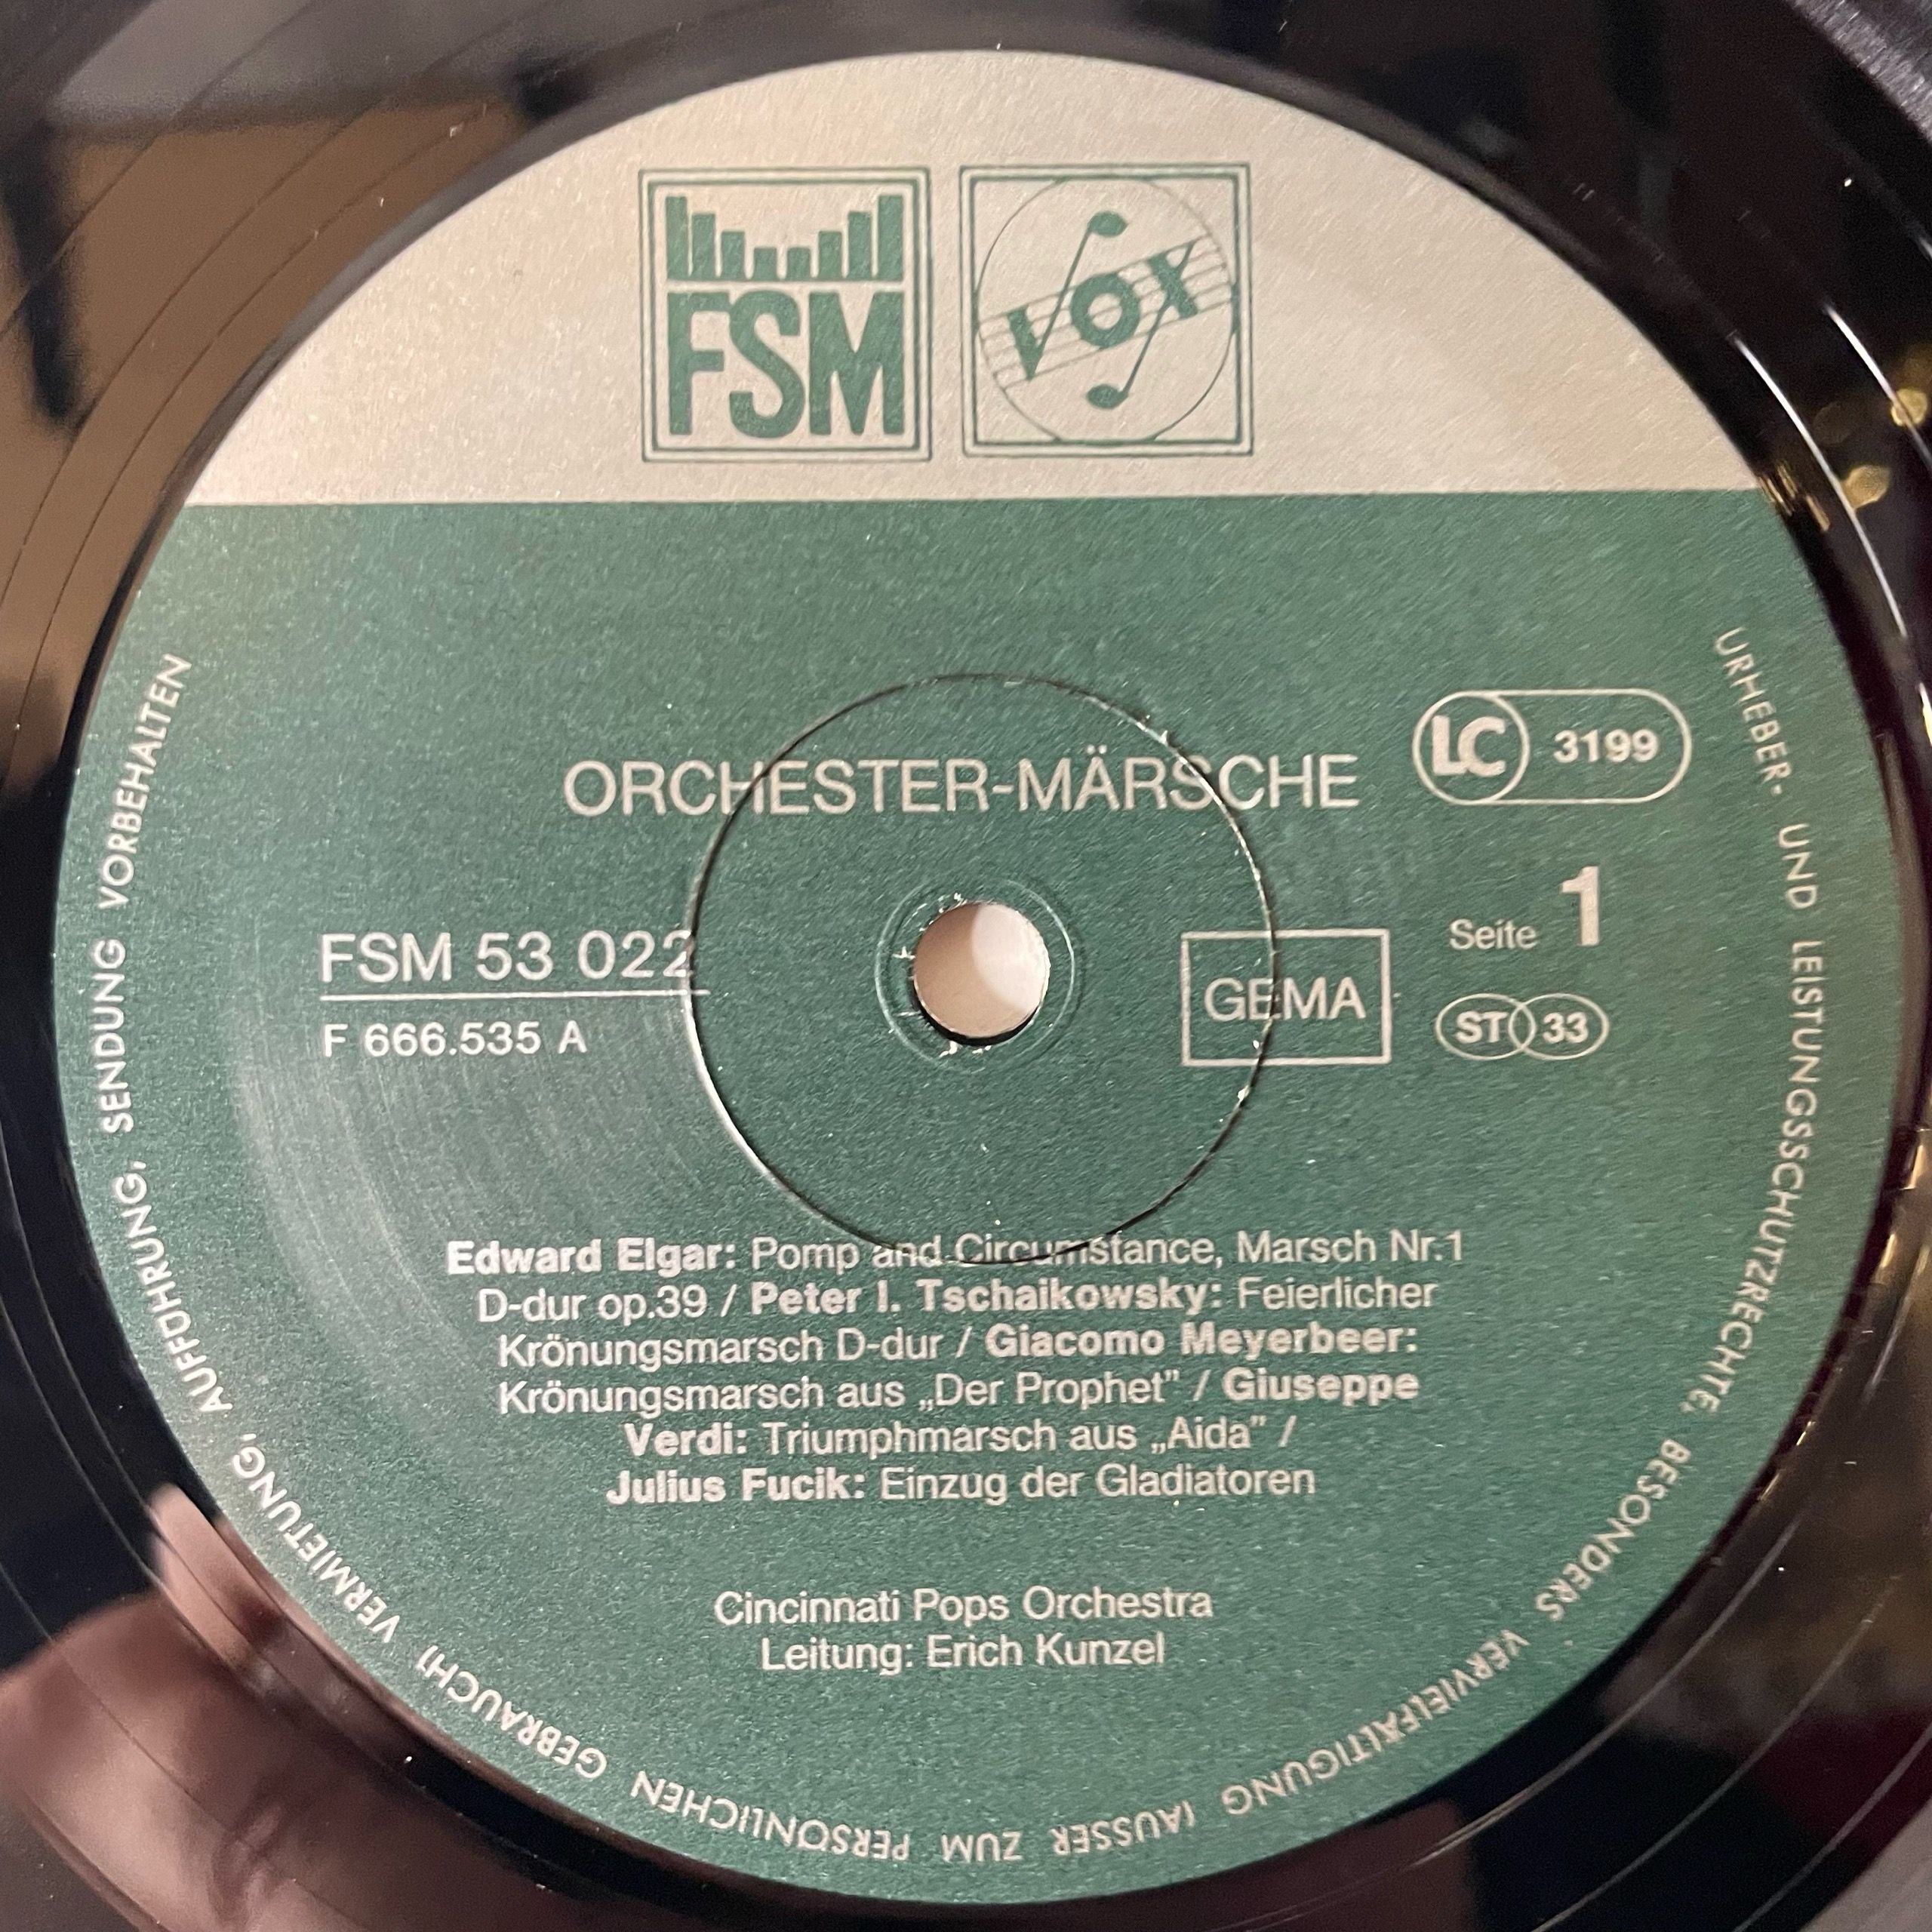 FSM
VOX
ORCHESTER-MÄRSCHE
LC 3199
Seite 1
FSM 53 022
F 666.535 A
GEMA
ST 33
Edward Elgar: Pomp and Circumstance, Marsch Nr.1
D-dur op.39 / Peter I. Tschaikowsky: Feierlicher
Krönungsmarsch D-dur / Giacomo Meyerbeer:
Krönungsmarsch aus „Der Prophet” / Giuseppe
Verdi: Triumphmarsch aus „Aida” /
Julius Fucik: Einzug der Gladiatoren
Cincinnati Pops Orchestra
Leitung: Erich Kunzel
URHEBER- UND LEISTUNGSSCHUTZRECHTE, BESONDERS VERVIELFÄLTIGUNG (AUSSER ZUM PERSÖNLICHEN GEBRAUCH) VERMIETUNG, AUFFÜHRUNG, SENDUNG VORBEHALTEN